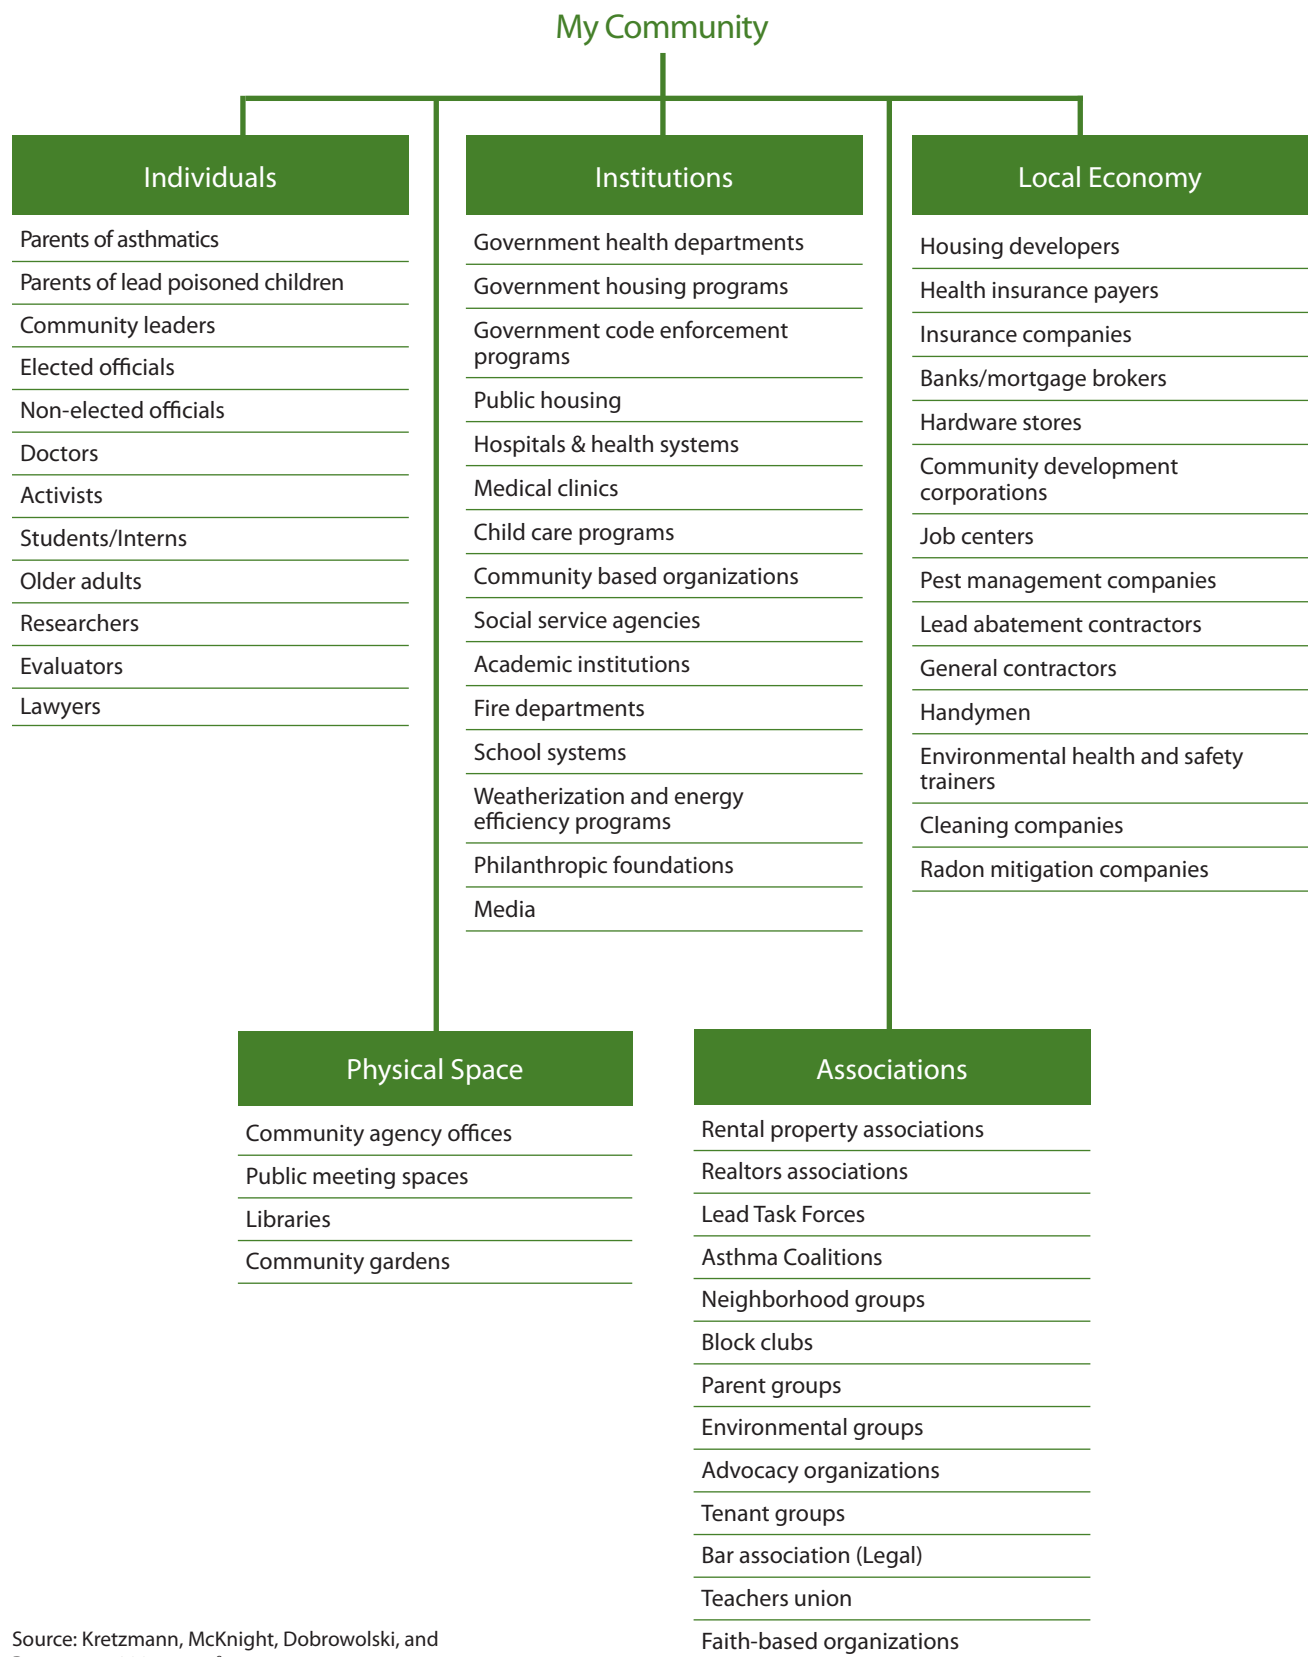 My Community
Individuals
Parents of asthmatics
Parents of lead poisoned children
Community leaders
Elected officials
Non-elected officials
Doctors
Activists
Students/Interns
Older adults
Researchers
Evaluators
Lawyers
Institutions
Government health departments
Government housing programs
Government code enforcement
programs
Public housing
Hospitals & health systems
Medical clinics
Child care programs
Community based organizations
Social service agencies
Academic institutions
Fire departments
School systems
Weatherization and energy
efficiency programs
Philanthropic foundations
Media
Local Economy
Housing developers
Health insurance payers
Insurance companies
Banks/mortgage brokers
Hardware stores
Community development
corporations
Job centers
Pest management companies
Lead abatement contractors
General contractors
Handymen
Environmental health and safety
trainers
Cleaning companies
Radon mitigation companies
Physical Space
Community agency offices
Public meeting spaces
Libraries
Community gardens
Associations
Rental property associations
Realtors associations
Lead Task Forces
Asthma Coalitions
Neighborhood groups
Block clubs
Parent groups
Environmental groups
Advocacy organizations
Tenant groups
Bar association (Legal)
Teachers union
Faith-based organizations
Source: Kretzmann, McKnight, Dobrowolski, and